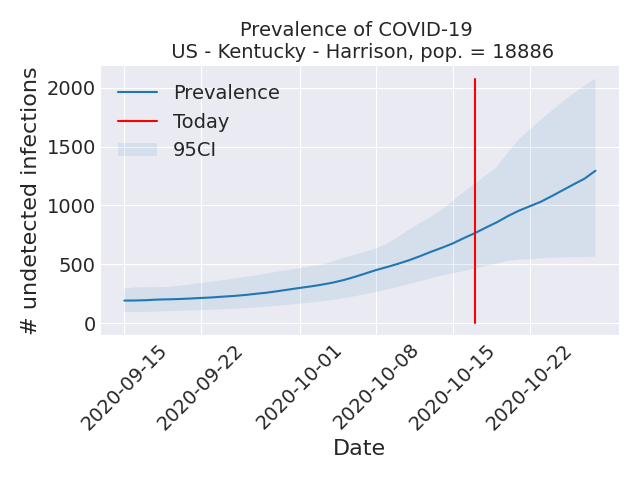 Prevalence of COVID-19
US - Kentucky - Harrison, pop. = 18886
# undetected infections
2000
1500
1000
500
0
Prevalence
Today
95CI
2020-09-15
2020-09-22
2020-10-01
2020-10-08
2020-10-15
2020-10-22
Date